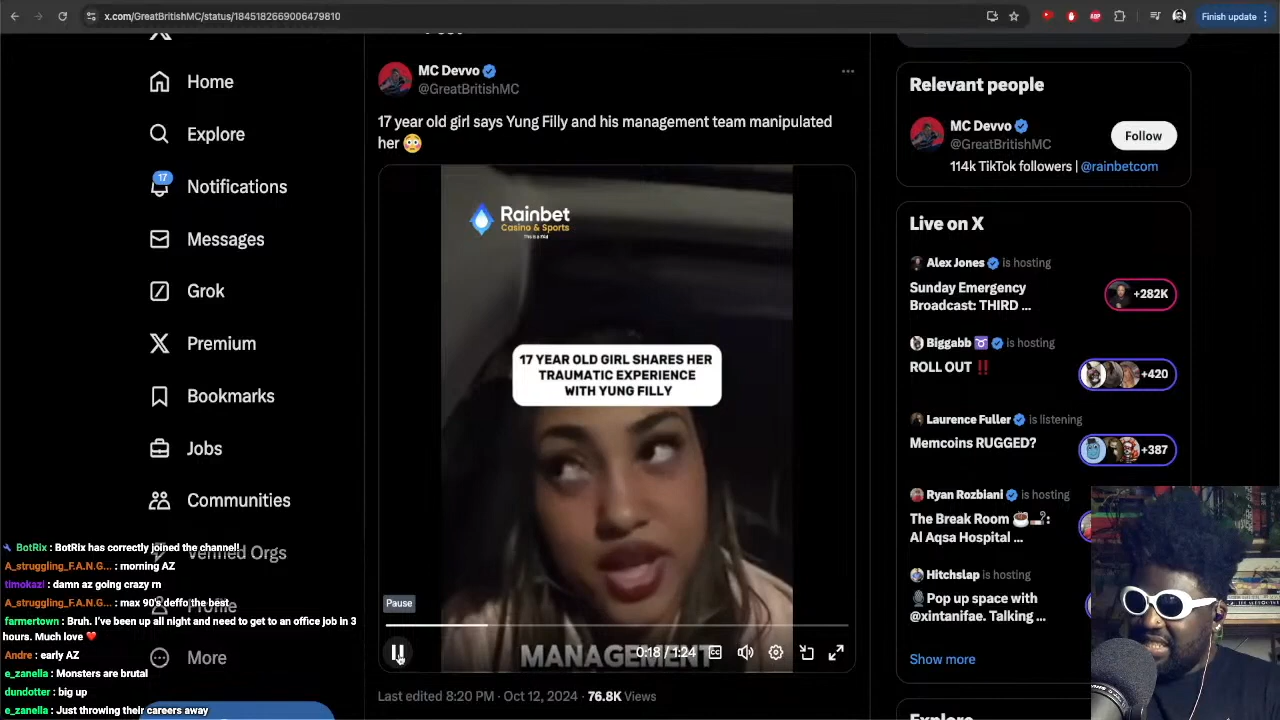 x.com/GreatBritishMC/status/1845182669006479810
Finish update
Home
Explore
17
Notifications
Messages
Grok
Premium
Bookmarks
Jobs
Communities
Verified Orgs
Profile
More
BotRix : BotRix has correctly joined the channel!
A_struggling_F.A.N.G... : morning AZ
timokazi : damn az going crazy rn
A_struggling_F.A.N.G... : max 90's deffo the best
farmertown : Bruh. I've been up all night and need to get to an office job in 3
hours. Much love ❤️
Andre : early AZ
e_zanella : Monsters are brutal
dundotter : big up
e_zanella : Just throwing their careers away
MC Devvo
@GreatBritishMC
17 year old girl says Yung Filly and his management team manipulated
her 😳
Rainbet
Casino & Sports
17 YEAR OLD GIRL SHARES HER
TRAUMATIC EXPERIENCE
WITH YUNG FILLY
Pause
MANAGEMENT
0:18 / 1:24
Last edited 8:20 PM · Oct 12, 2024 · 76.8K Views
Relevant people
MC Devvo
@GreatBritishMC
Follow
114k TikTok followers | @rainbetcom
Live on X
Alex Jones is hosting
Sunday Emergency
Broadcast: THIRD ...
+282K
Biggabb ♉ is hosting
ROLL OUT ‼️
+420
Laurence Fuller is listening
Memcoins RUGGED?
+387
Ryan Rozbiani is hosting
The Break Room ☕🚬:
Al Aqsa Hospital ...
Hitchslap is hosting
🎙️Pop up space with
@xintanifae. Talking ...
Show more